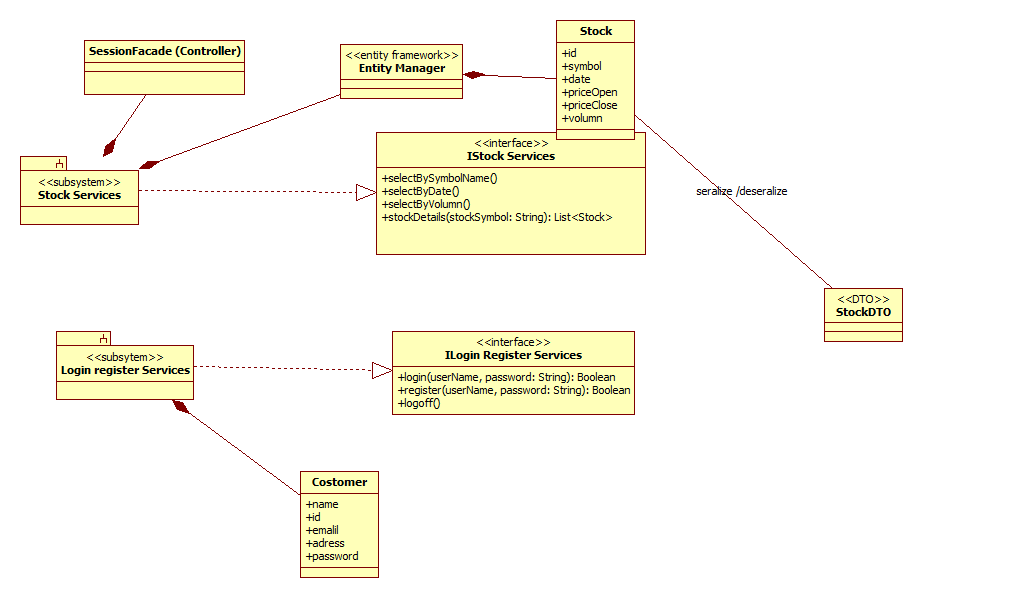 SessionFacade (Controller)
<<entity framework>>
Entity Manager
Stock
+id
+symbol
+date
+priceOpen
+priceClose
+volumn
<<interface>>
IStock Services
+selectBySymbolName()
+selectByDate()
+selectByVolumn()
+stockDetails(stockSymbol: String): List<Stock>
<<subsystem>>
Stock Services
seralize /deseralize
<<DTO>>
StockDTO
<<subsytem>>
Login register Services
<<interface>>
ILogin Register Services
+login(userName, password: String): Boolean
+register(userName, password: String): Boolean
+logoff()
Costomer
+name
+id
+emalil
+adress
+password